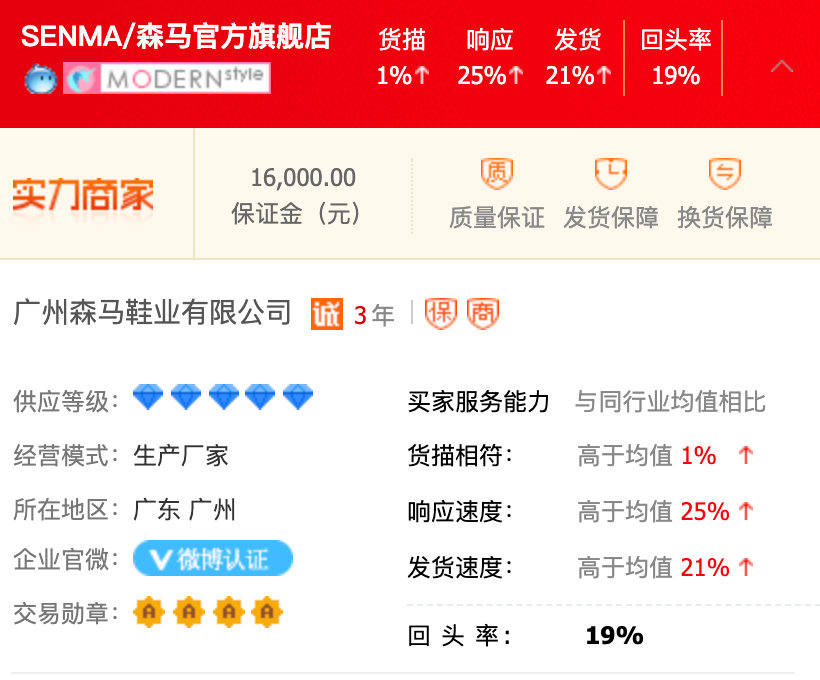 SENMA/森马官方旗舰店
货描 响应 发货 回头率
1%↑ 25%↑ 21%↑ 19%
MODERNstyle
实力商家
16,000.00
保证金（元）
质
质量保证 发货保障 换货保障
广州森马鞋业有限公司 诚 3年 保 商
供应等级：
买家服务能力 与同行业均值相比
经营模式： 生产厂家
货描相符： 高于均值 1% ↑
所在地区： 广东 广州
响应速度： 高于均值 25% ↑
企业官微： V 微博认证
发货速度： 高于均值 21% ↑
交易勋章： A A A A
回 头 率： 19%